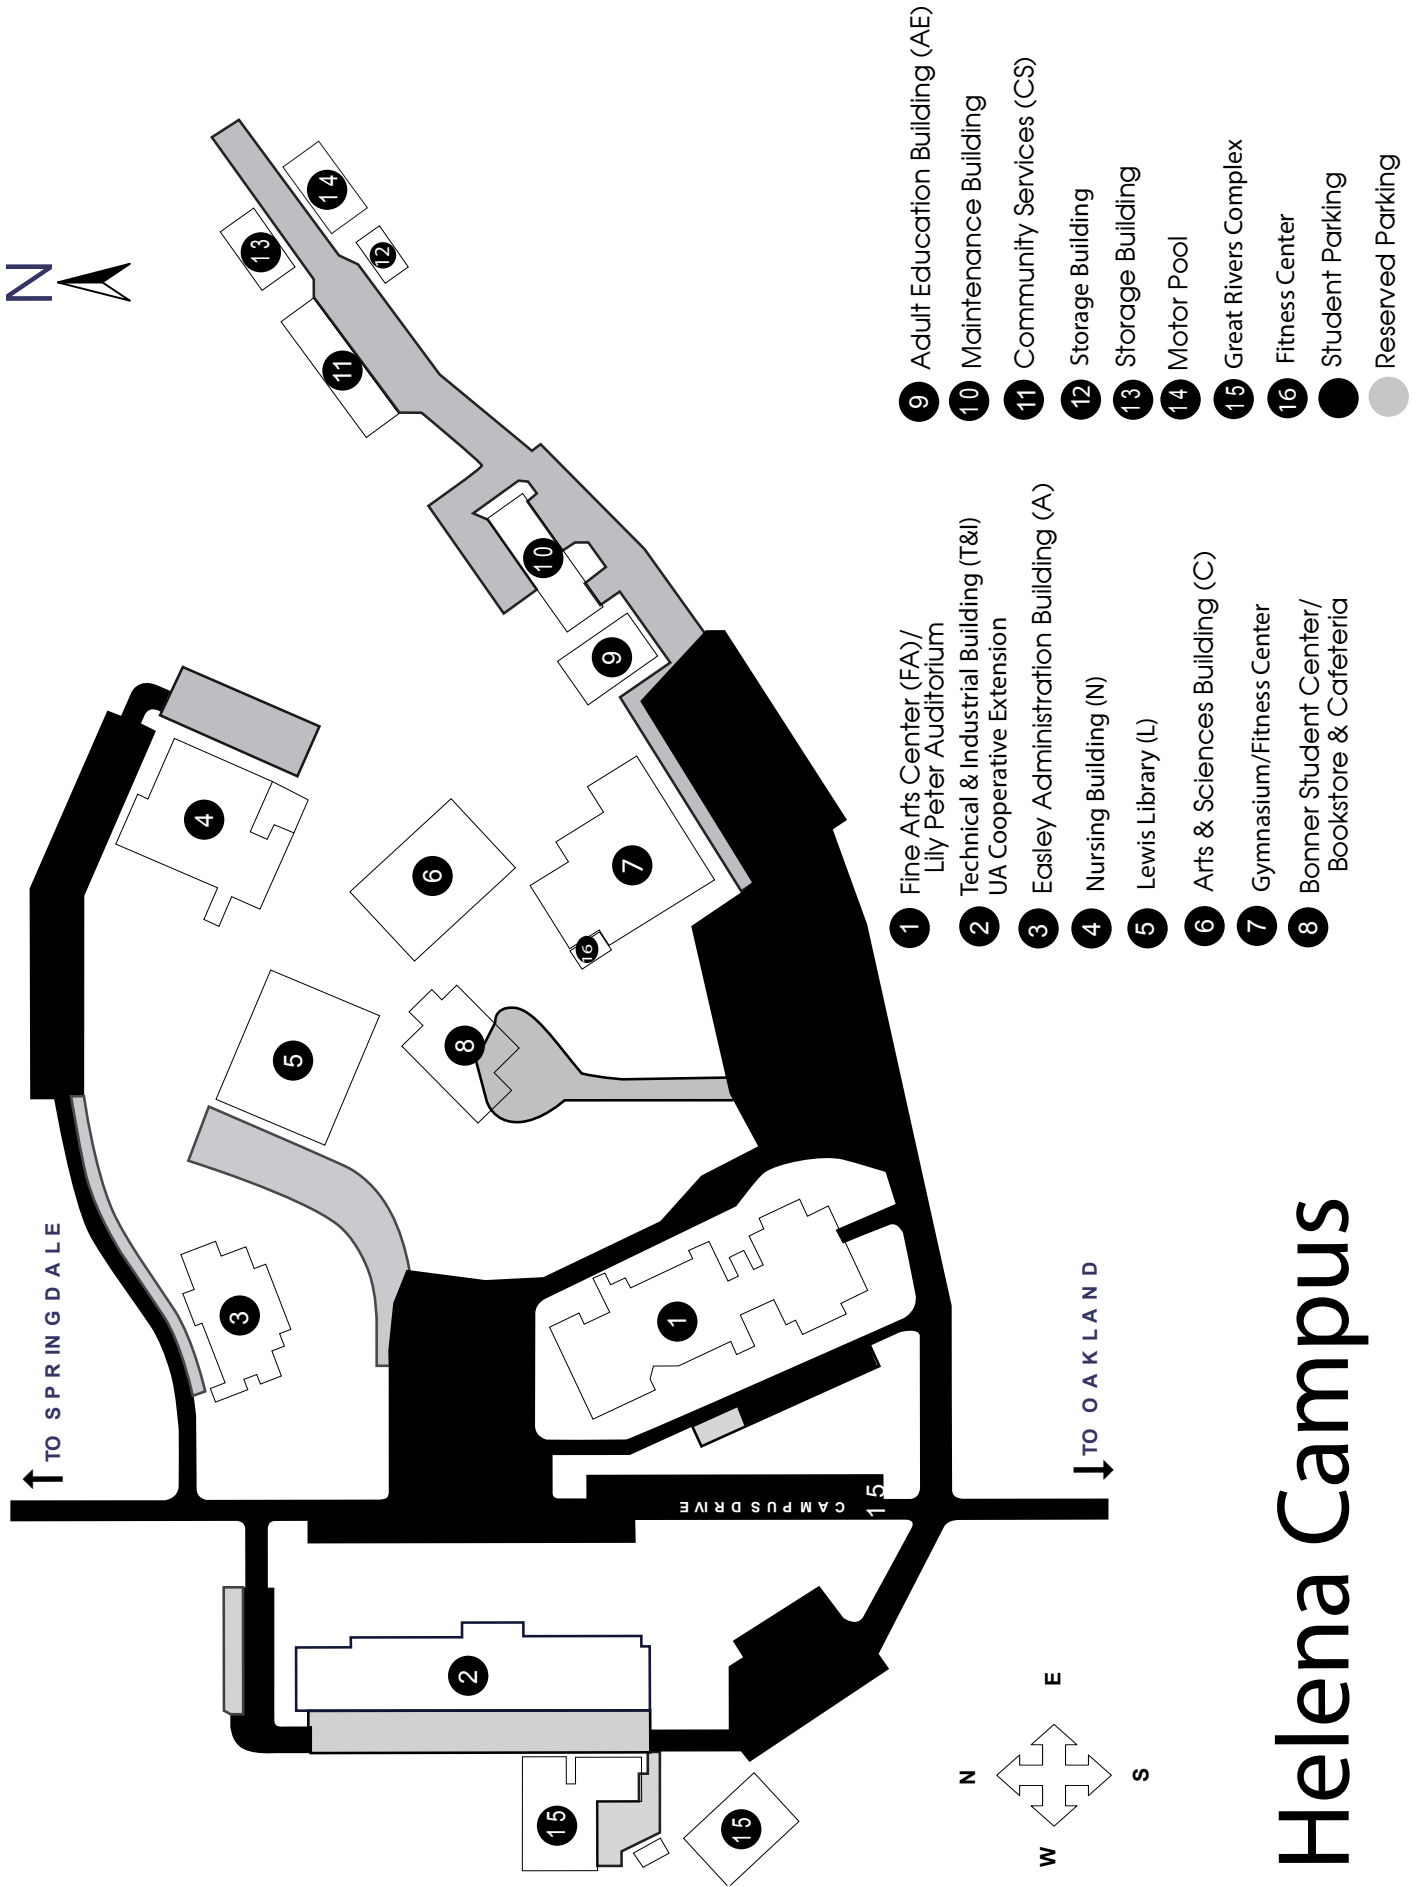 Helena Campus
N
W
E
S
TO SPRINGDALE
TO OAKLAND
CAMPUS DRIVE
15
N
1
2
3
4
5
6
7
8
9
10
11
12
13
14
15
15
16
1 Fine Arts Center (FA)/
Lily Peter Auditorium
2 Technical & Industrial Building (T&I)
UA Cooperative Extension
3 Easley Administration Building (A)
4 Nursing Building (N)
5 Lewis Library (L)
6 Arts & Sciences Building (C)
7 Gymnasium/Fitness Center
8 Bonner Student Center/
Bookstore & Cafeteria
9 Adult Education Building (AE)
10 Maintenance Building
11 Community Services (CS)
12 Storage Building
13 Storage Building
14 Motor Pool
15 Great Rivers Complex
16 Fitness Center
Student Parking
Reserved Parking